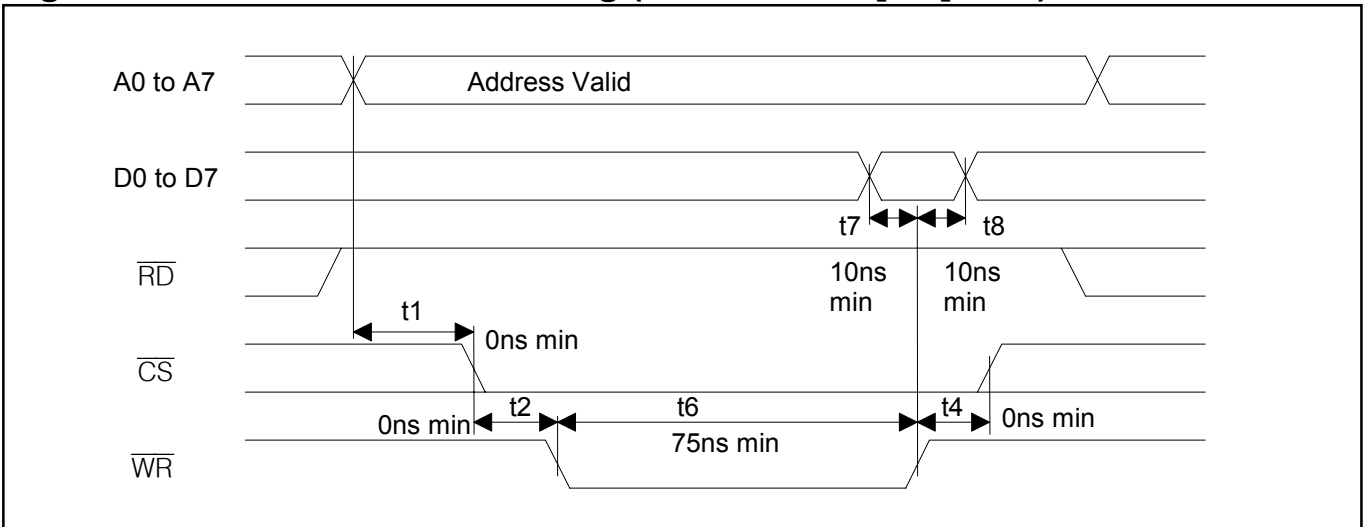 A0 to A7
Address Valid
D0 to D7
t7
t8
RD
10ns
min
10ns
min
t1
0ns min
CS
t2
t6
t4
0ns min
0ns min
75ns min
WR